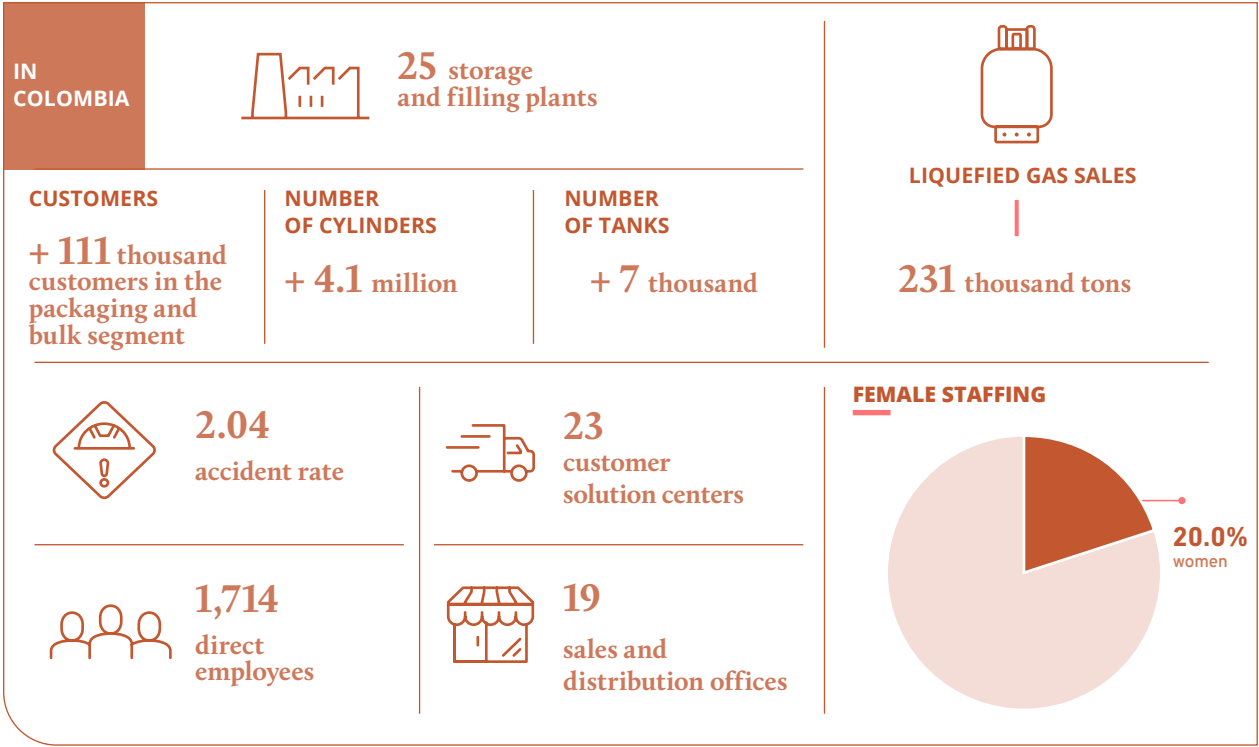 IN
COLOMBIA
25 storage
and filling plants
LIQUEFIED GAS SALES
231 thousand tons
CUSTOMERS
+ 111 thousand
customers in the
packaging and
bulk segment
NUMBER
OF CYLINDERS
+ 4.1 million
NUMBER
OF TANKS
+ 7 thousand
2.04
accident rate
23
customer
solution centers
1,714
direct
employees
19
sales and
distribution offices
FEMALE STAFFING
20.0%
women